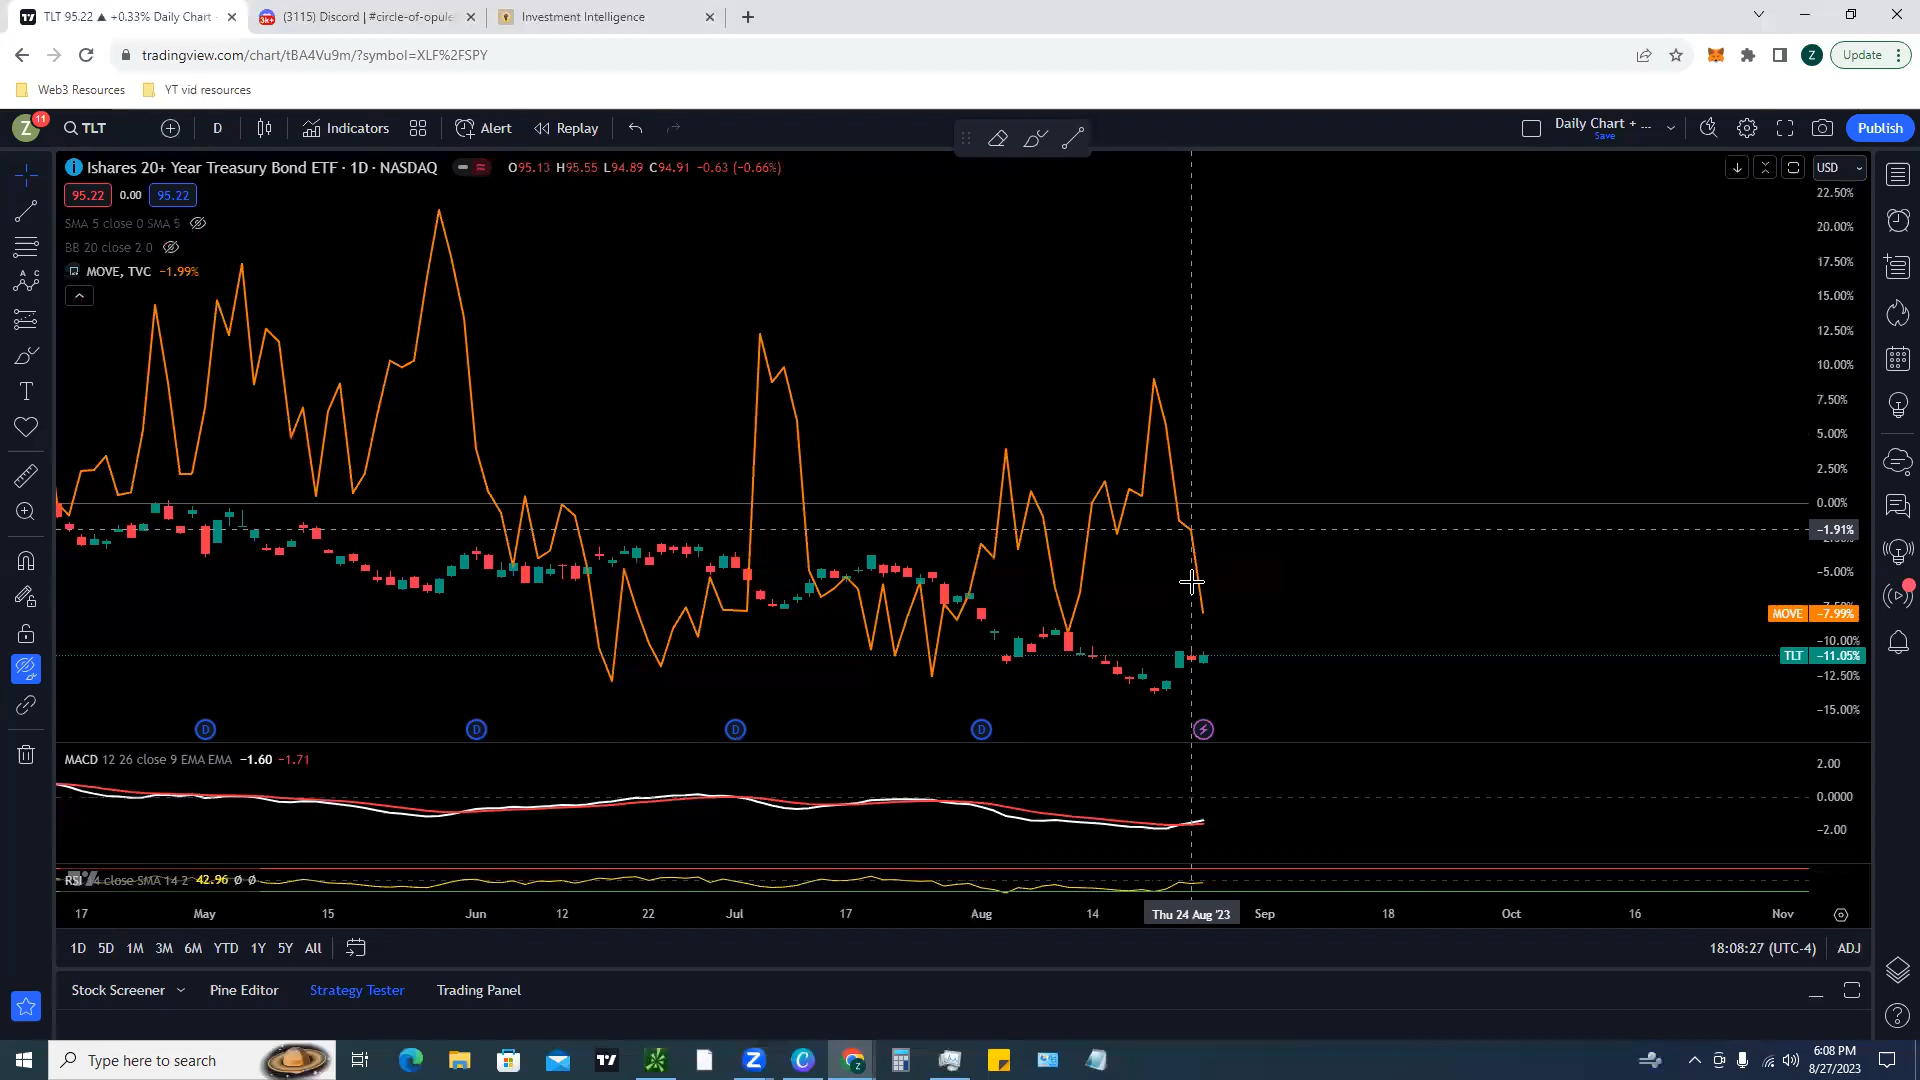 TLT 95.22 ▲ +0.33% Daily Chart
(3115) Discord | #circle-of-opule
Investment Intelligence
tradingview.com/chart/tBA4Vu9m/?symbol=XLF%2FSPY
Z
Update
Web3 Resources
YT vid resources
Z
11
TLT
D
Indicators
Alert
Replay
Daily Chart + ...
Save
Publish
Ishares 20+ Year Treasury Bond ETF · 1D · NASDAQ
O95.13 H95.55 L94.89 C94.91 −0.63 (−0.66%)
USD
95.22 0.00 95.22
SMA 5 close 0 SMA 5
BB 20 close 2 0
MOVE, TVC −1.99%
22.50%
20.00%
17.50%
15.00%
12.50%
10.00%
7.50%
5.00%
2.50%
0.00%
−1.91%
−5.00%
MOVE −7.99%
−10.00%
TLT −11.05%
−12.50%
−15.00%
D D D D
MACD 12 26 close 9 EMA EMA −1.60 −1.71
2.00
0.0000
−2.00
RSI 14 close SMA 14 2 42.96 Ø Ø
17 May 15 Jun 12 22 Jul 17 Aug 14 Thu 24 Aug '23 Sep 18 Oct 16 Nov
1D 5D 1M 3M 6M YTD 1Y 5Y All
18:08:27 (UTC-4) ADJ
Stock Screener Pine Editor Strategy Tester Trading Panel
Type here to search
6:08 PM
8/27/2023